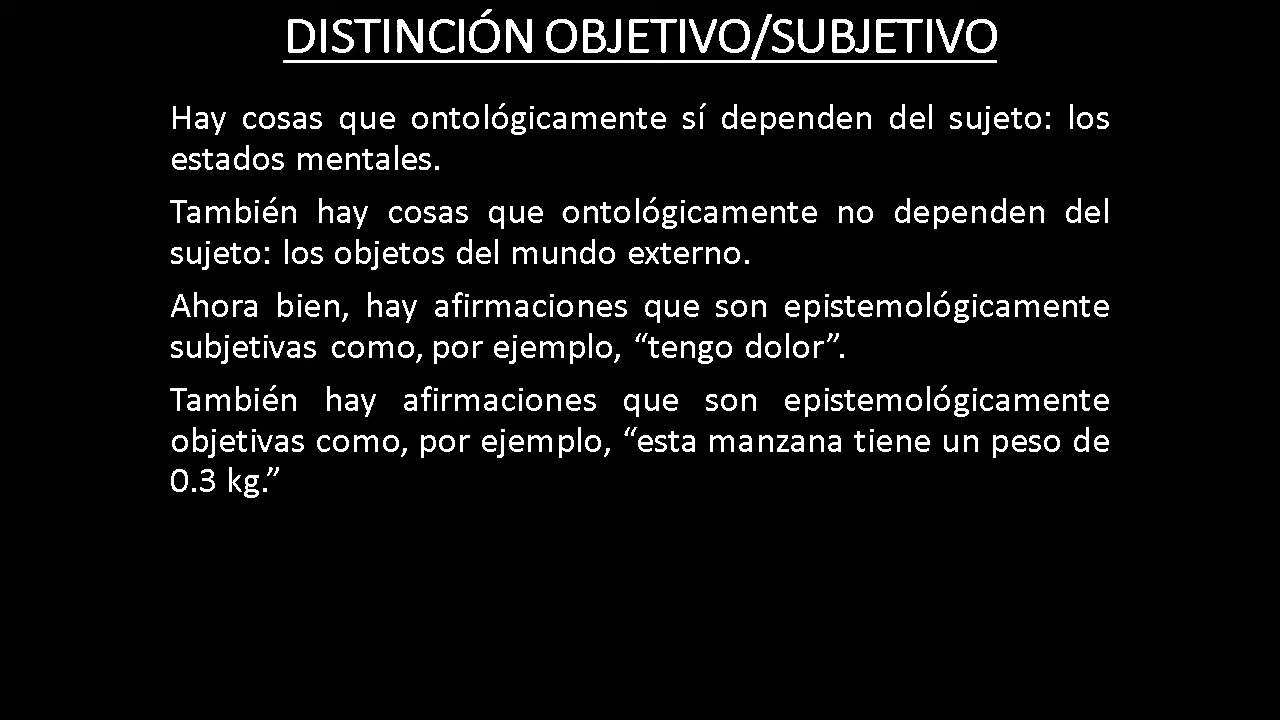 DISTINCIÓN OBJETIVO/SUBJETIVO
Hay cosas que ontológicamente sí dependen del sujeto: los
estados mentales.
También hay cosas que ontológicamente no dependen del
sujeto: los objetos del mundo externo.
Ahora bien, hay afirmaciones que son epistemológicamente
subjetivas como, por ejemplo, “tengo dolor”.
También hay afirmaciones que son epistemológicamente
objetivas como, por ejemplo, “esta manzana tiene un peso de
0.3 kg.”